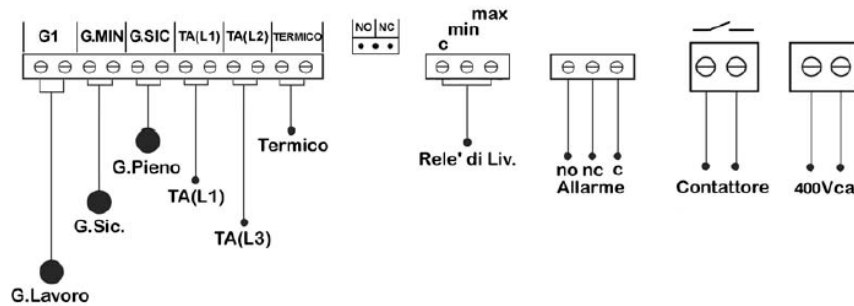 G1 G.MIN G.SIC TA(L1) TA(L2) TERMICO
NO NC
c min max
G.Pieno
Termico
TA(L1)
G.Sic.
TA(L3)
G.Lavoro
Rele' di Liv.
no nc c
Allarme
Contattore
400Vca